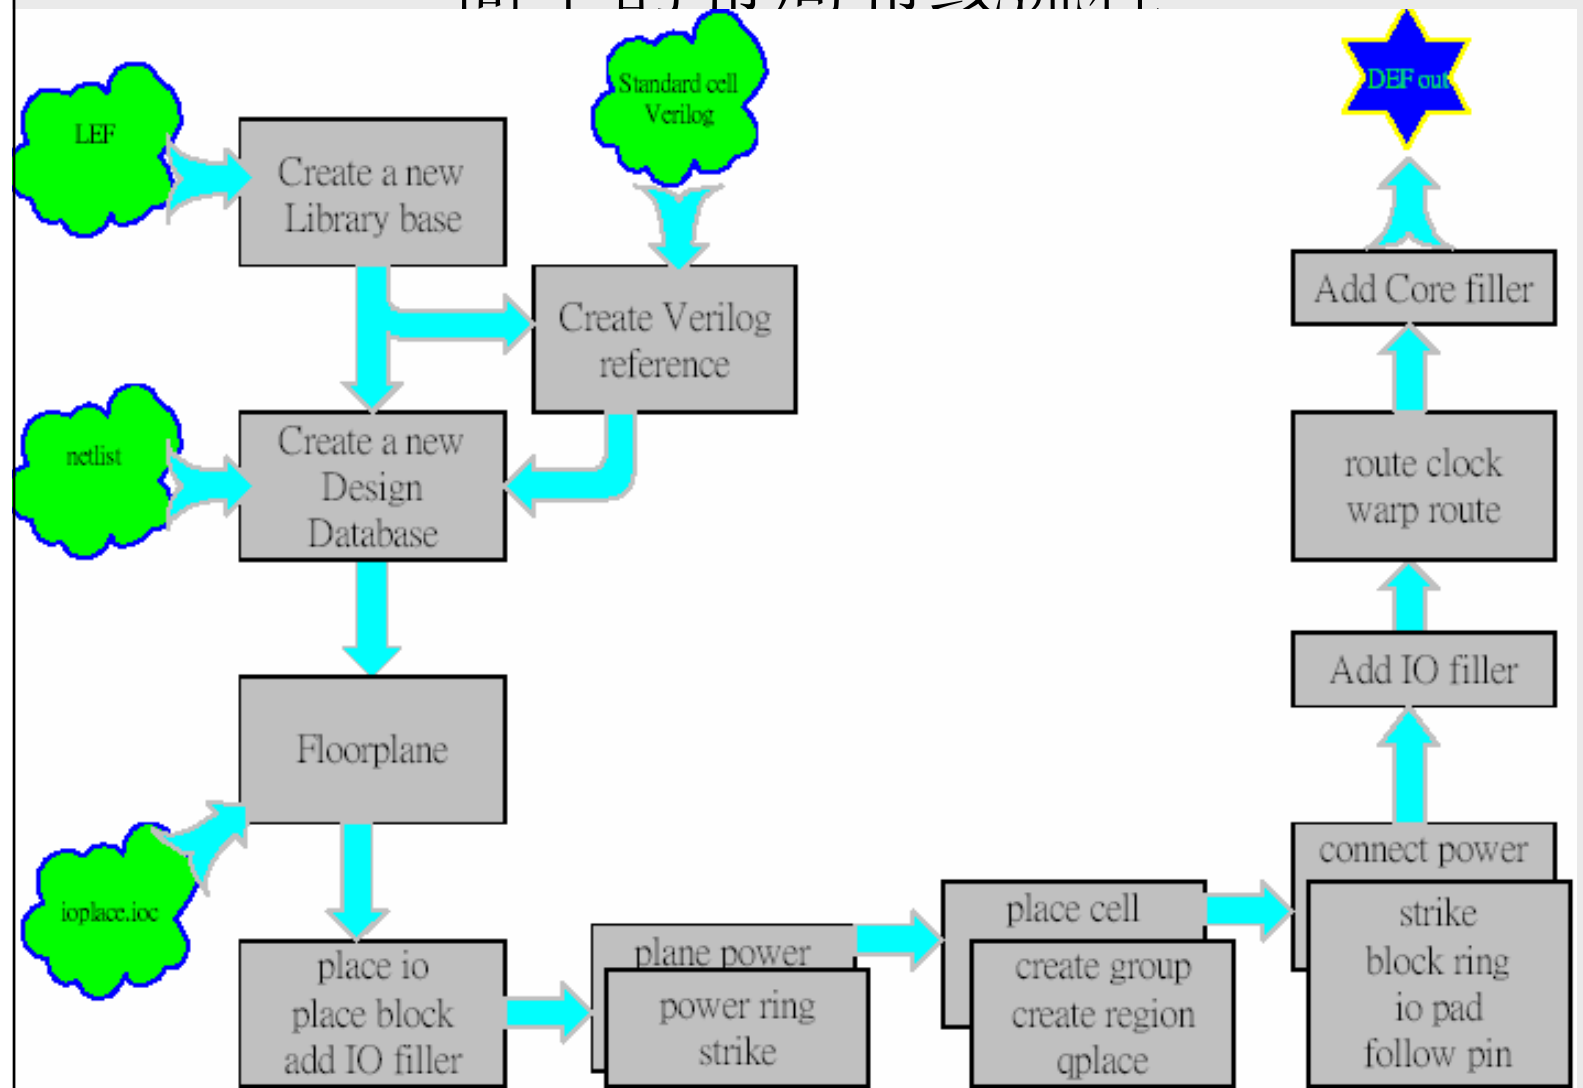 LEF
Standard cell
Verilog
DEF out
Create a new
Library base
Create Verilog
reference
Add Core filler
netlist
Create a new
Design
Database
route clock
warp route
Add IO filler
Floorplane
ioplace.ioc
place io
place block
add IO filler
plane power
power ring
strike
place cell
create group
create region
qplace
connect power
strike
block ring
io pad
follow pin